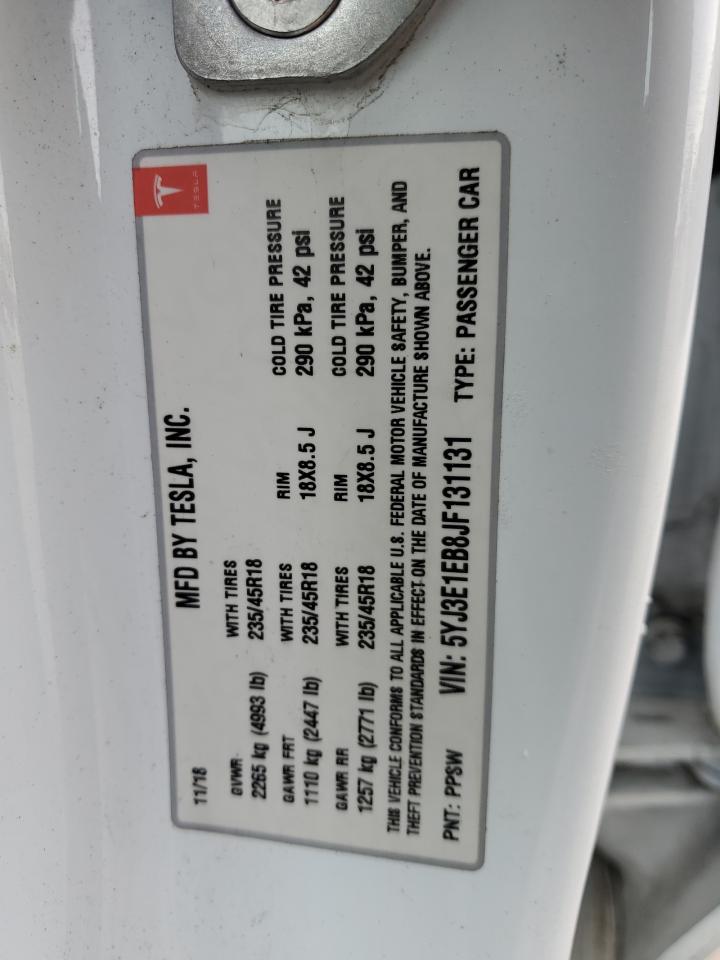 TESLA
11/18 MFD BY TESLA, INC.
GVWR
2265 kg (4993 lb) WITH TIRES 235/45R18
GAWR FRT WITH TIRES RIM COLD TIRE PRESSURE
1110 kg (2447 lb) 235/45R18 18X8.5 J 290 kPa, 42 psi
GAWR RR WITH TIRES RIM COLD TIRE PRESSURE
1257 kg (2771 lb) 235/45R18 18X8.5 J 290 kPa, 42 psi
THIS VEHICLE CONFORMS TO ALL APPLICABLE U.S. FEDERAL MOTOR VEHICLE SAFETY, BUMPER, AND
THEFT PREVENTION STANDARDS IN EFFECT ON THE DATE OF MANUFACTURE SHOWN ABOVE.
PNT: PPSW VIN: 5YJ3E1EB8JF131131 TYPE: PASSENGER CAR